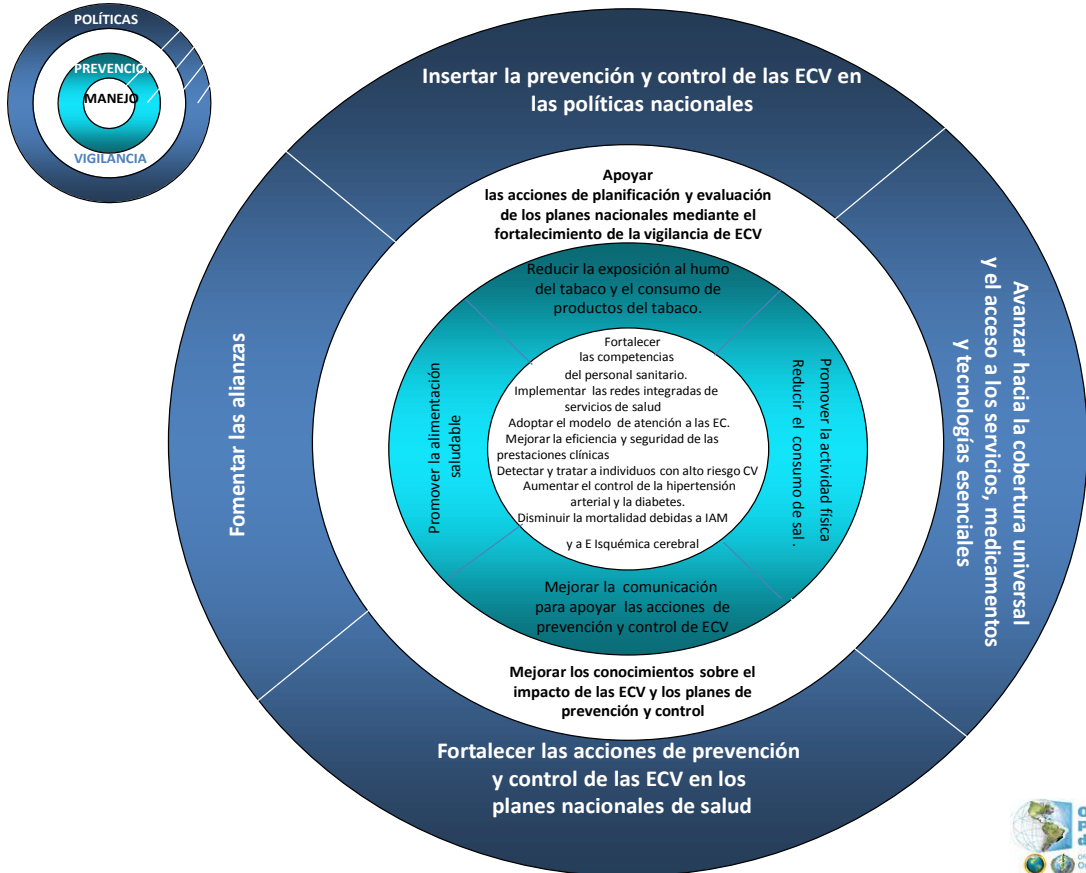 POLÍTICAS
PREVENCIÓN
MANEJO
VIGILANCIA
Insertar la prevención y control de las ECV en
las políticas nacionales
Apoyar
las acciones de planificación y evaluación
de los planes nacionales mediante el
fortalecimiento de la vigilancia de ECV
Reducir la exposición al humo
del tabaco y el consumo de
productos del tabaco.
Fomentar las alianzas
Promover la alimentación
saludable
Fortalecer
las competencias
del personal sanitario.
Implementar las redes integradas de
servicios de salud
Adoptar el modelo de atención a las EC.
Mejorar la eficiencia y seguridad de las
prestaciones clínicas
Detectar y tratar a individuos con alto riesgo CV
Aumentar el control de la hipertensión
arterial y la diabetes.
Disminuir la mortalidad debidas a IAM
y a E Isquémica cerebral
Promover la actividad física
Reducir el consumo de sal .
Avanzar hacia la cobertura universal
y el acceso a los servicios, medicamentos
y tecnologías esenciales
Mejorar la comunicación
para apoyar las acciones de
prevención y control de ECV
Mejorar los conocimientos sobre el
impacto de las ECV y los planes de
prevención y control
Fortalecer las acciones de prevención
y control de las ECV en los
planes nacionales de salud